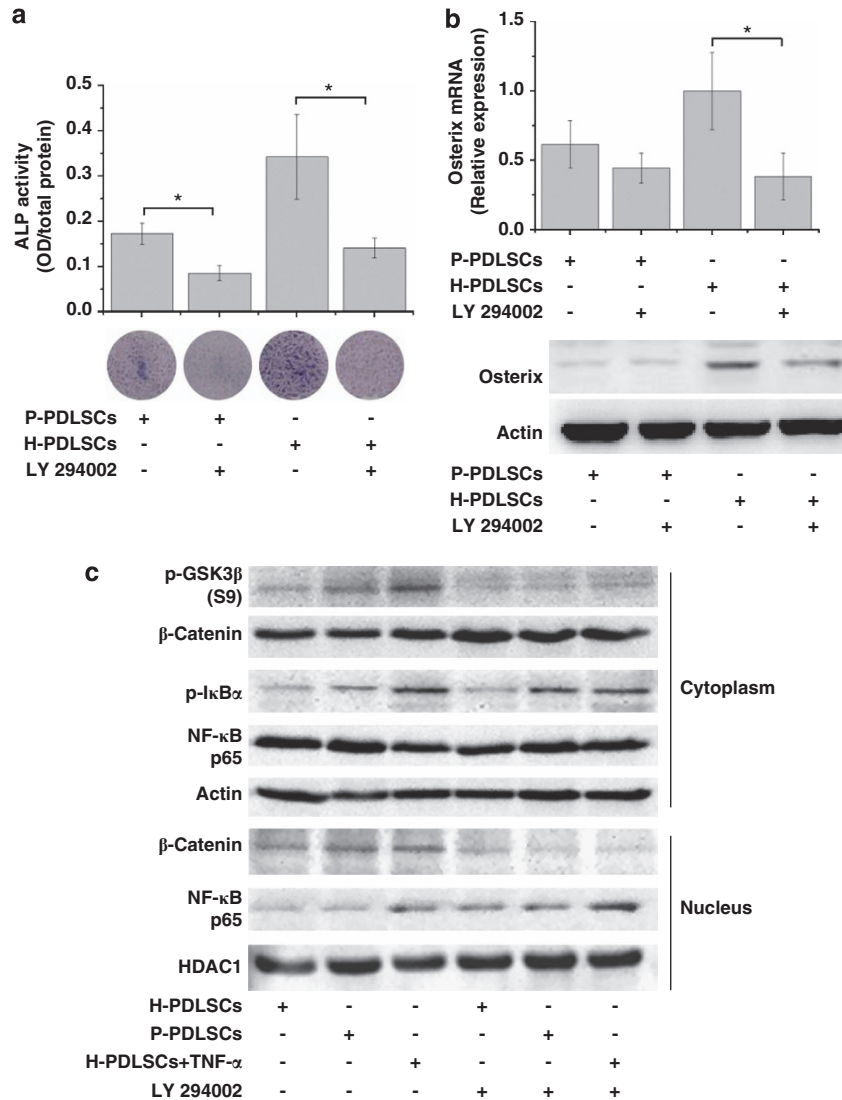 a
ALP activity
(OD/total protein)
0.5
0.4
0.3
0.2
0.1
0.0
*
*
P-PDLSCs + + - -
H-PDLSCs - - + +
LY 294002 - + - +
b
Osterix mRNA
(Relative expression)
1.5
1.0
0.5
0.0
*
P-PDLSCs + + - -
H-PDLSCs - - + +
LY 294002 - + - +
Osterix
Actin
P-PDLSCs + + - -
H-PDLSCs - - + +
LY 294002 - + - +
c
p-GSK3β
(S9)
β-Catenin
p-IκBα
NF-κB
p65
Actin
Cytoplasm
β-Catenin
NF-κB
p65
HDAC1
Nucleus
H-PDLSCs + - - + - -
P-PDLSCs - + - - + -
H-PDLSCs+TNF-α - - + - - +
LY 294002 - - - + + +